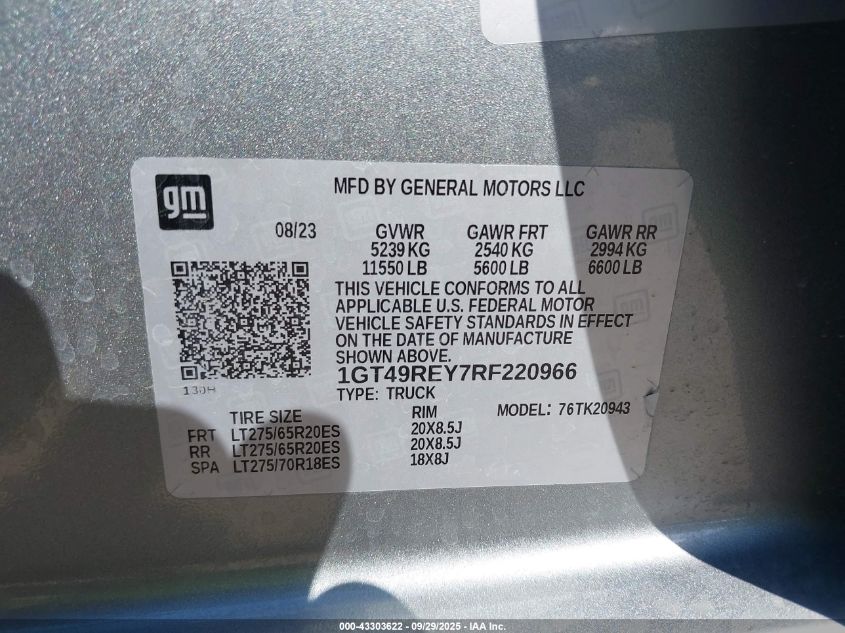 gm
MFD BY GENERAL MOTORS LLC
08/23
GVWR GAWR FRT GAWR RR
5239 KG 2540 KG 2994 KG
11550 LB 5600 LB 6600 LB
THIS VEHICLE CONFORMS TO ALL
APPLICABLE U.S. FEDERAL MOTOR
VEHICLE SAFETY STANDARDS IN EFFECT
ON THE DATE OF MANUFACTURE
SHOWN ABOVE.
1GT49REY7RF220966
TYPE: TRUCK
MODEL: 76TK20943
TIRE SIZE RIM
FRT LT275/65R20ES 20X8.5J
RR LT275/65R20ES 20X8.5J
SPA LT275/70R18ES 18X8J
000-43303622 - 09/29/2025 - IAA Inc.